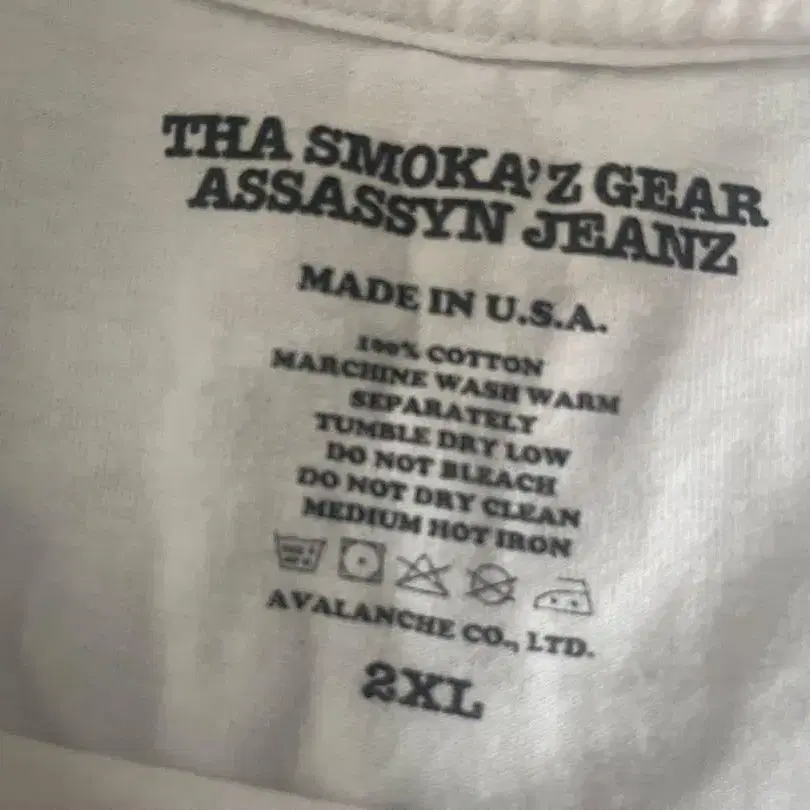 THA SMOKA'Z GEAR
ASSASSYN JEANZ
MADE IN U.S.A.
100% COTTON
MARCHINE WASH WARM
SEPARATELY
TUMBLE DRY LOW
DO NOT BLEACH
DO NOT DRY CLEAN
MEDIUM HOT IRON
AVALANCHE CO., LTD.
2XL